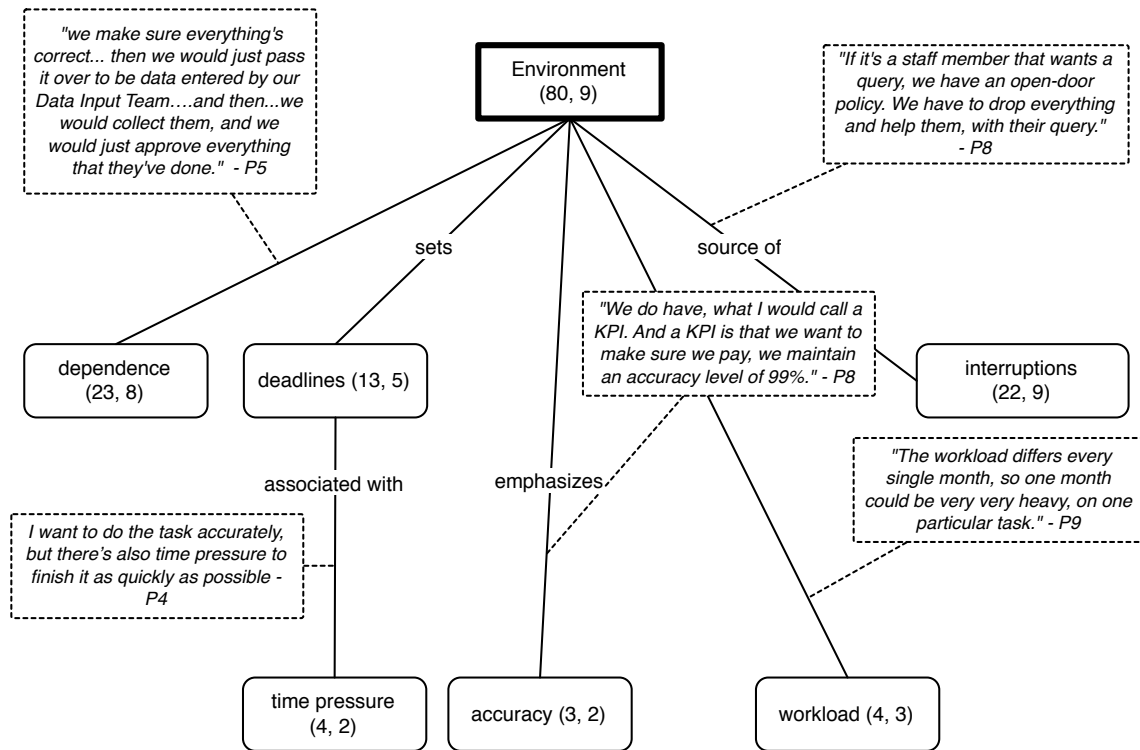 "we make sure everything's
correct... then we would just pass
it over to be data entered by our
Data Input Team….and then...we
would collect them, and we
would just approve everything
that they've done."  - P5
Environment
(80, 9)
"If it's a staff member that wants a
query, we have an open-door
policy. We have to drop everything
and help them, with their query."
- P8
sets
source of
"We do have, what I would call a
KPI. And a KPI is that we want to
make sure we pay, we maintain
an accuracy level of 99%." - P8
dependence
(23, 8)
deadlines (13, 5)
interruptions
(22, 9)
associated with
emphasizes
"The workload differs every
single month, so one month
could be very very heavy, on one
particular task." - P9
I want to do the task accurately,
but there’s also time pressure to
finish it as quickly as possible -
P4
time pressure
(4, 2)
accuracy (3, 2)
workload (4, 3)